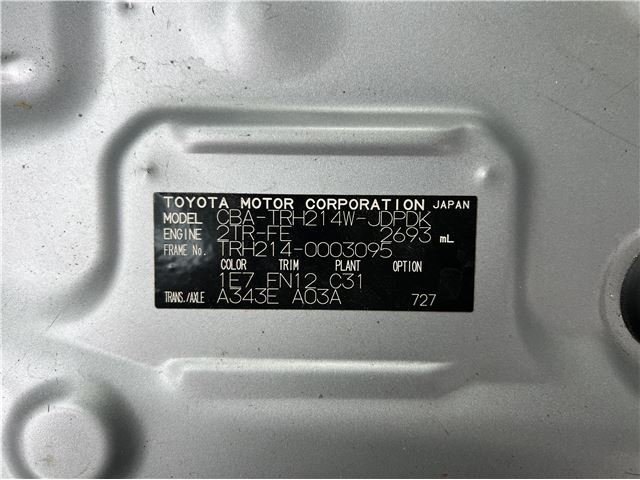 TOYOTA MOTOR CORPORATION JAPAN
MODEL CBA-TRH214W-JDPDK
ENGINE 2TR-FE 2693 mL
FRAME No. TRH214-0003095
COLOR TRIM PLANT OPTION
1E7 FN12 C31
TRANS./AXLE A343E A03A 727